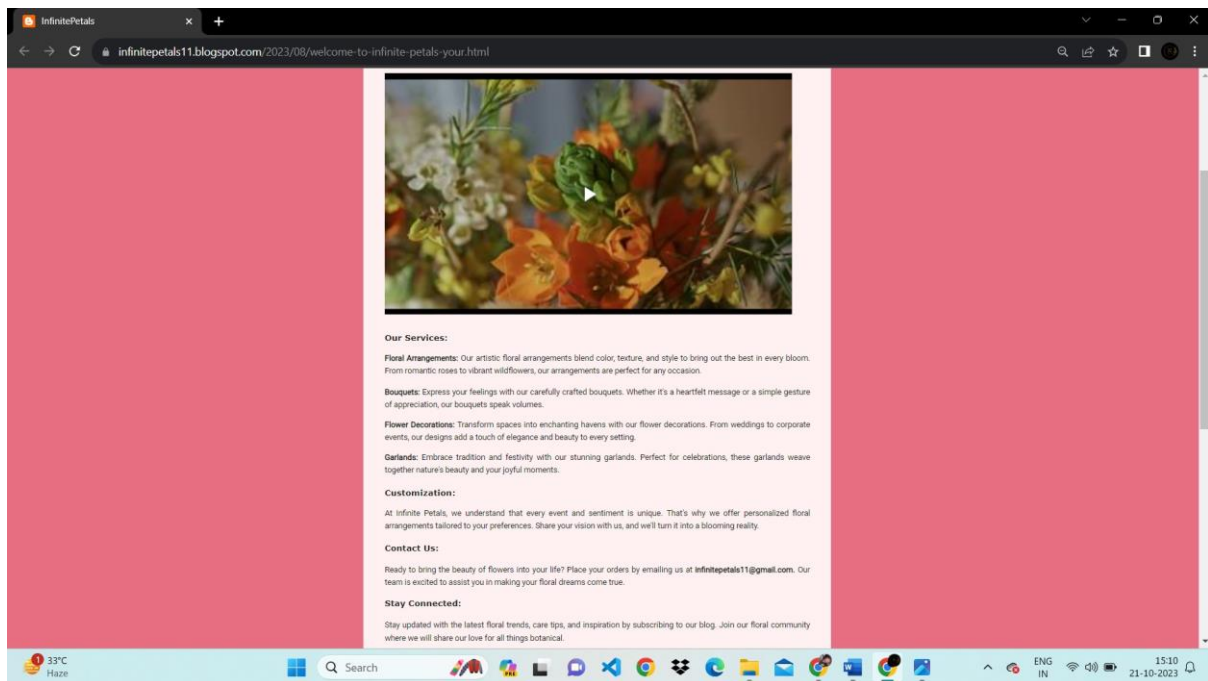 InfinitePetals
infinitepetals11.blogspot.com/2023/08/welcome-to-infinite-petals-your.html
Our Services:
Floral Arrangements: Our artistic floral arrangements blend color, texture, and style to bring out the best in every bloom.
From romantic roses to vibrant wildflowers, our arrangements are perfect for any occasion.
Bouquets: Express your feelings with our carefully crafted bouquets. Whether it's a heartfelt message or a simple gesture
of appreciation, our bouquets speak volumes.
Flower Decorations: Transform spaces into enchanting havens with our flower decorations. From weddings to corporate
events, our designs add a touch of elegance and beauty to every setting.
Garlands: Embrace tradition and festivity with our stunning garlands. Perfect for celebrations, these garlands weave
together nature's beauty and your joyful moments.
Customization:
At Infinite Petals, we understand that every event and sentiment is unique. That's why we offer personalized floral
arrangements tailored to your preferences. Share your vision with us, and we'll turn it into a blooming reality.
Contact Us:
Ready to bring the beauty of flowers into your life? Place your orders by emailing us at infinitepetals11@gmail.com. Our
team is excited to assist you in making your floral dreams come true.
Stay Connected:
Stay updated with the latest floral trends, care tips, and inspiration by subscribing to our blog. Join our floral community
where we will share our love for all things botanical.
1
33°C
Haze
Search
PRE
ENG
IN
15:10
21-10-2023